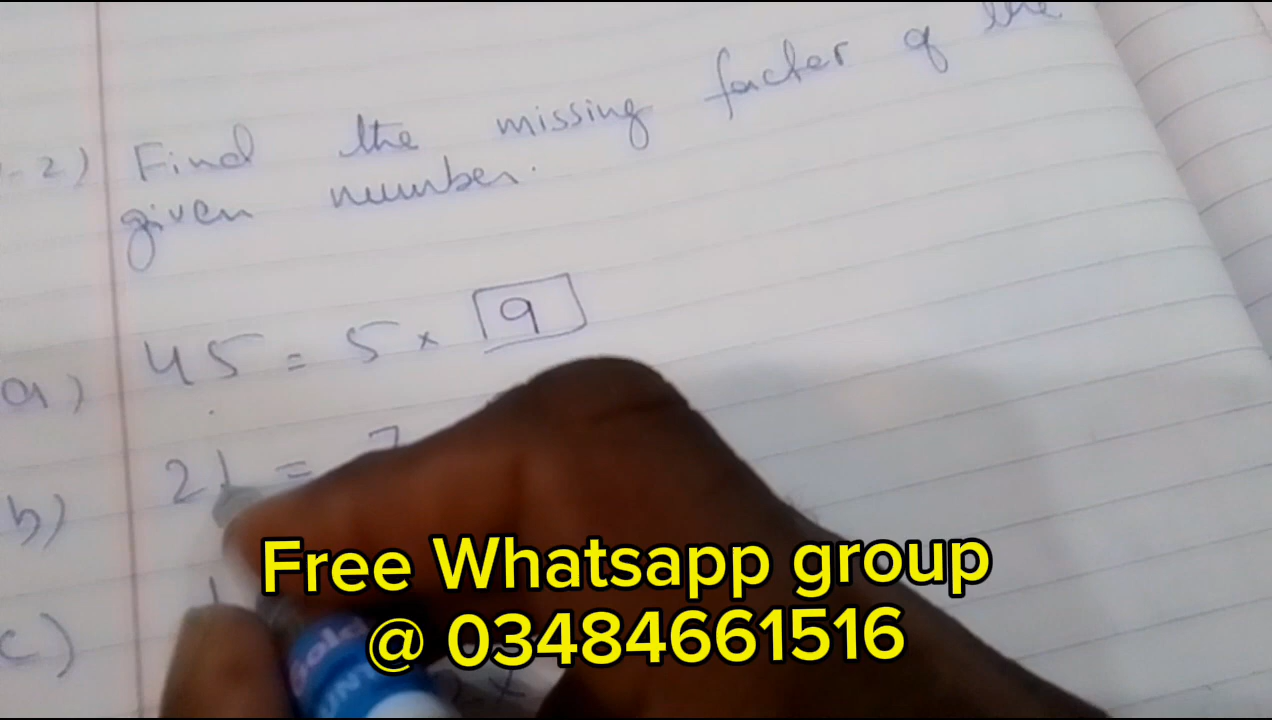 -2) Find the missing factor of the
given number.
a) 45 = 5 × 9
b) 21 = 7
c)
Free Whatsapp group
@ 03484661516